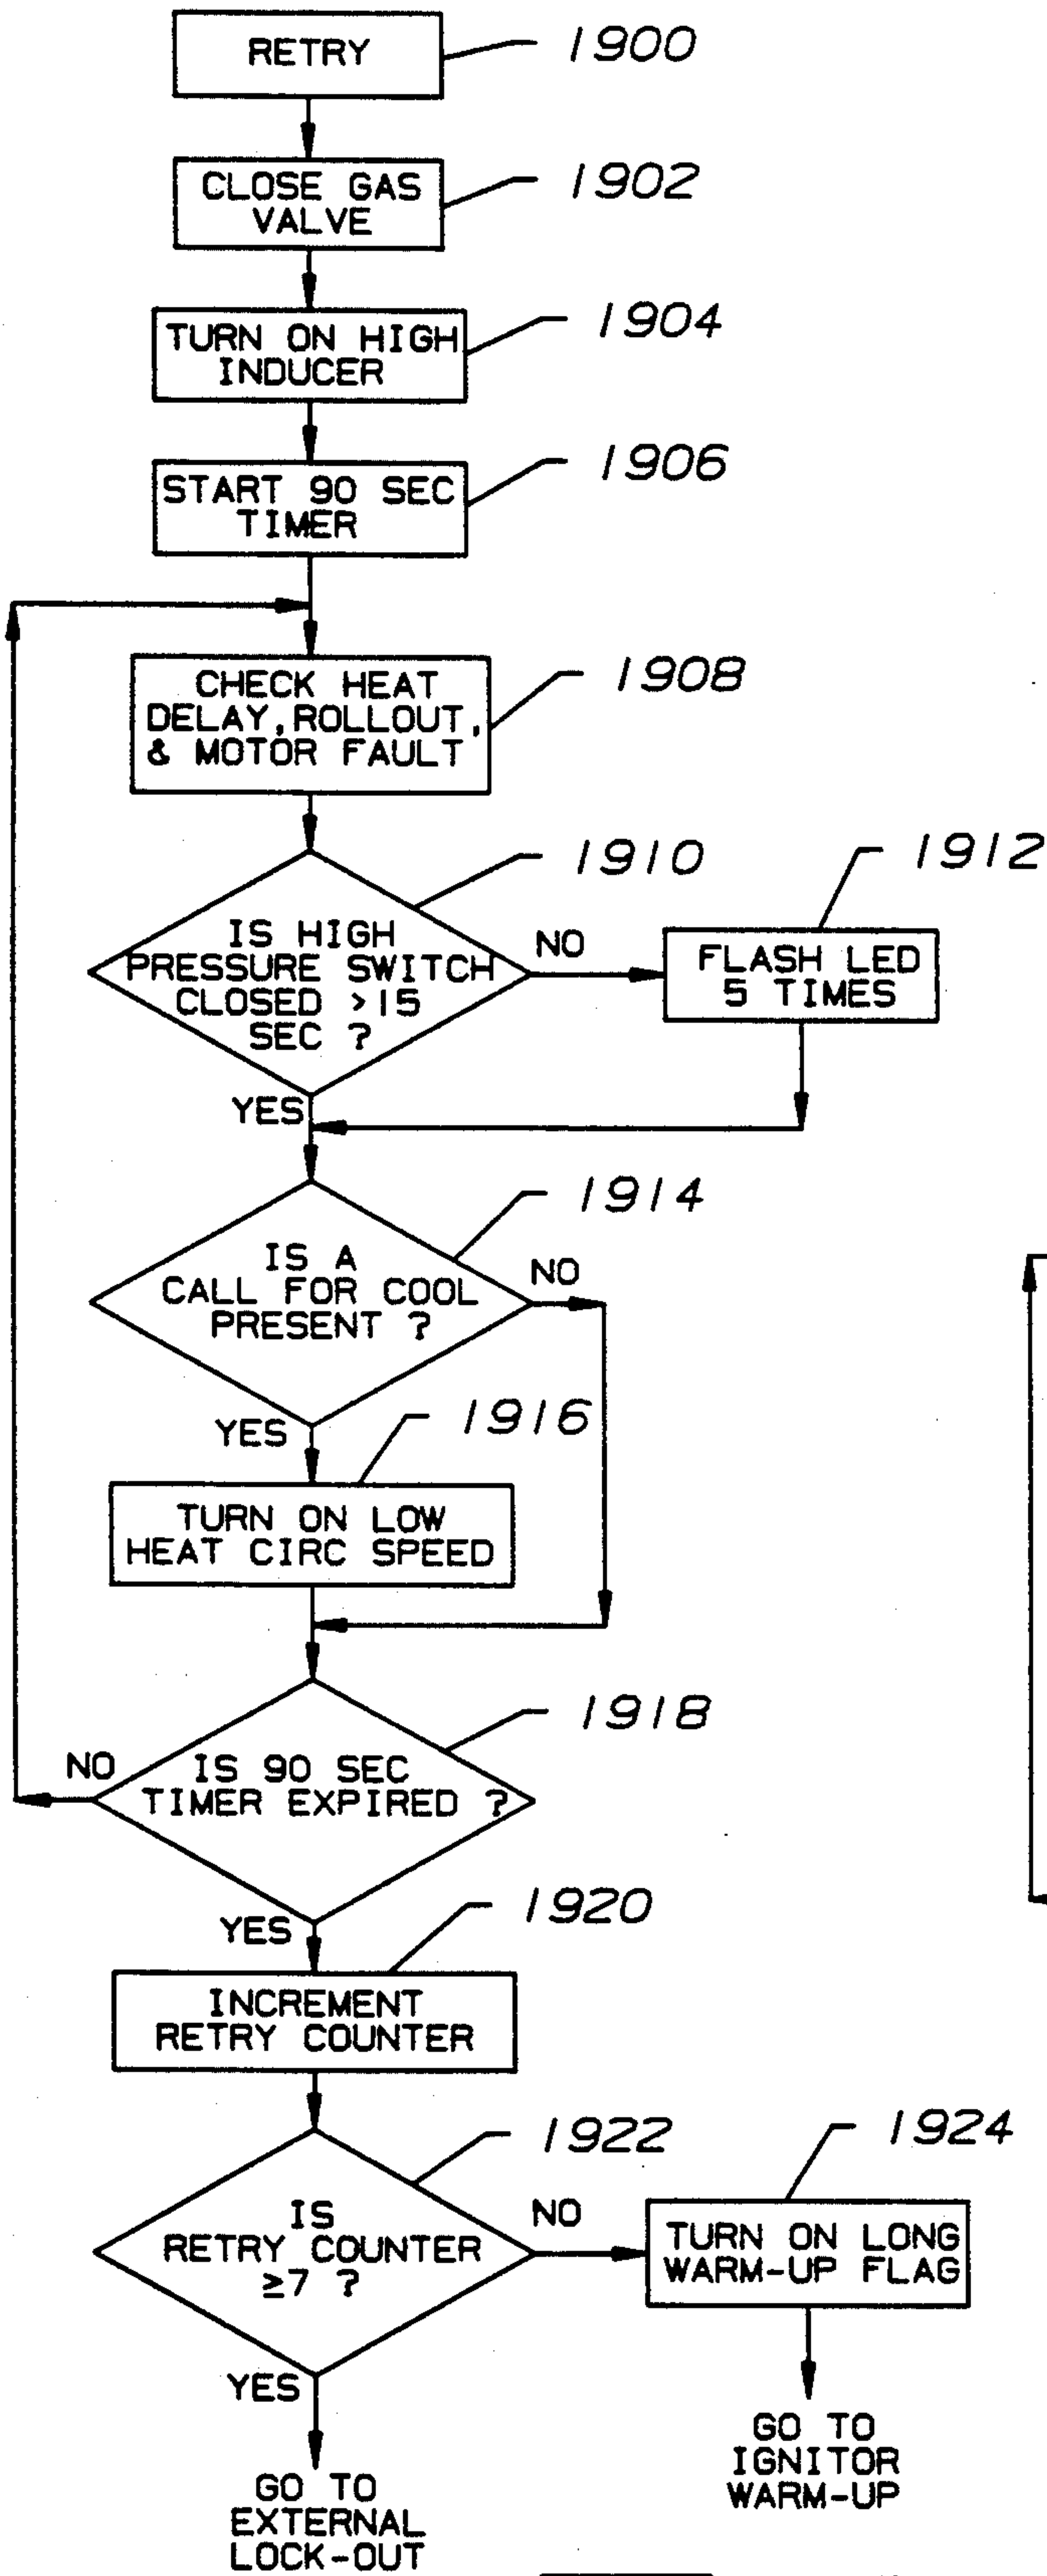 RETRY
1900
CLOSE GAS
VALVE
1902
TURN ON HIGH
INDUCER
1904
START 90 SEC
TIMER
1906
CHECK HEAT
DELAY, ROLLOUT,
& MOTOR FAULT
1908
IS HIGH
PRESSURE SWITCH
CLOSED >15
SEC ?
1910
NO
FLASH LED
5 TIMES
1912
YES
IS A
CALL FOR COOL
PRESENT ?
1914
NO
YES
TURN ON LOW
HEAT CIRC SPEED
1916
IS 90 SEC
TIMER EXPIRED ?
1918
NO
YES
INCREMENT
RETRY COUNTER
1920
IS
RETRY COUNTER
≥7 ?
1922
NO
TURN ON LONG
WARM-UP FLAG
1924
YES
GO TO
IGNITOR
WARM-UP
GO TO
EXTERNAL
LOCK-OUT